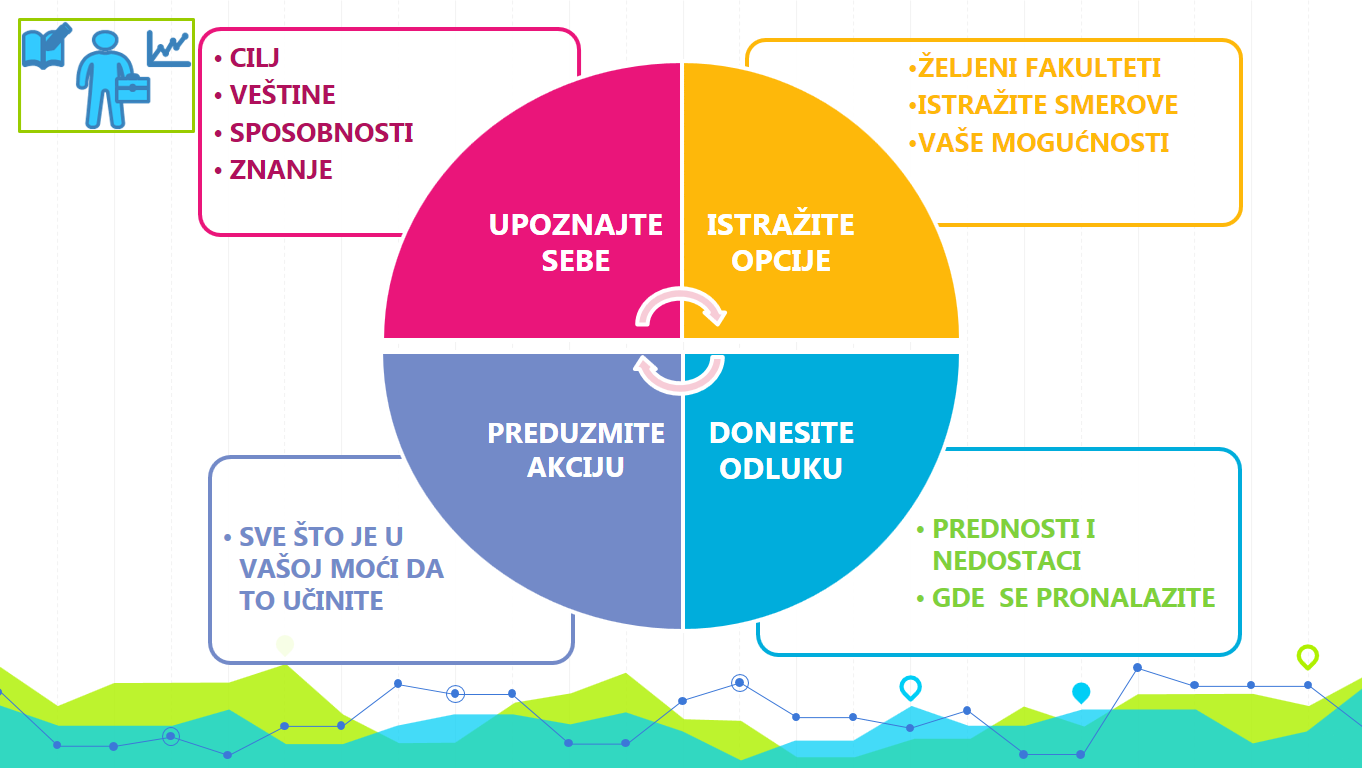 • CILJ
• VEŠTINE
• SPOSOBNOSTI
• ZNANJE
UPOZNAJTE
SEBE
•ŽELJENI FAKULTETI
•ISTRAŽITE SMEROVE
•VAŠE MOGUĆNOSTI
ISTRAŽITE
OPCIJE
PREDUZMITE
AKCIJU
• SVE ŠTO JE U
VAŠOJ MOĆI DA
TO UČINITE
DONESITE
ODLUKU
• PREDNOSTI I
NEDOSTACI
• GDE  SE PRONALAZITE